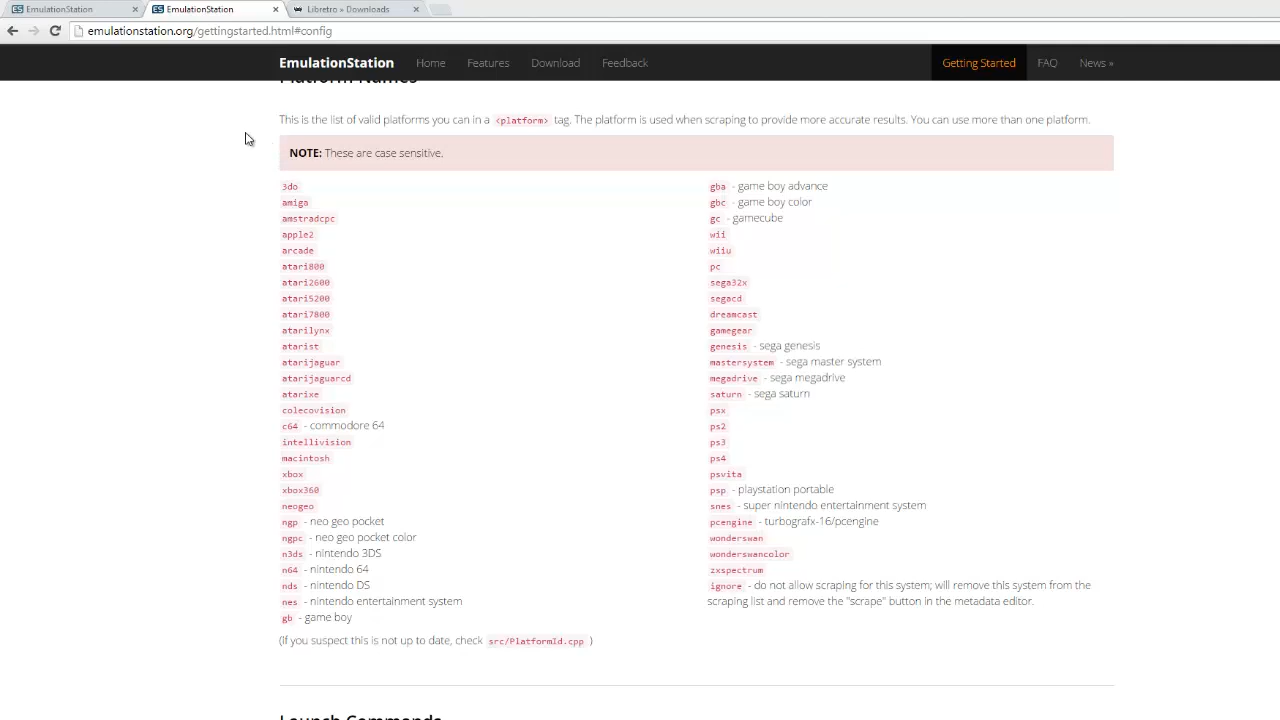 EmulationStation
EmulationStation
Libretro » Downloads
emulationstation.org/gettingstarted.html#config
EmulationStation Home Features Download Feedback Getting Started FAQ News »
Platform Names
This is the list of valid platforms you can in a <platform> tag. The platform is used when scraping to provide more accurate results. You can use more than one platform.
NOTE: These are case sensitive.
3do
amiga
amstradcpc
apple2
arcade
atari800
atari2600
atari5200
atari7800
atarilynx
atarist
atarijaguar
atarijaguarcd
atarixe
colecovision
c64 - commodore 64
intellivision
macintosh
xbox
xbox360
neogeo
ngp - neo geo pocket
ngpc - neo geo pocket color
n3ds - nintendo 3DS
n64 - nintendo 64
nds - nintendo DS
nes - nintendo entertainment system
gb - game boy
gba - game boy advance
gbc - game boy color
gc - gamecube
wii
wiiu
pc
sega32x
segacd
dreamcast
gamegear
genesis - sega genesis
mastersystem - sega master system
megadrive - sega megadrive
saturn - sega saturn
psx
ps2
ps3
ps4
psvita
psp - playstation portable
snes - super nintendo entertainment system
pcengine - turbografx-16/pcengine
wonderswan
wonderswancolor
zxspectrum
ignore - do not allow scraping for this system; will remove this system from the
scraping list and remove the "scrape" button in the metadata editor.
(If you suspect this is not up to date, check src/PlatformId.cpp )
Launch Commands